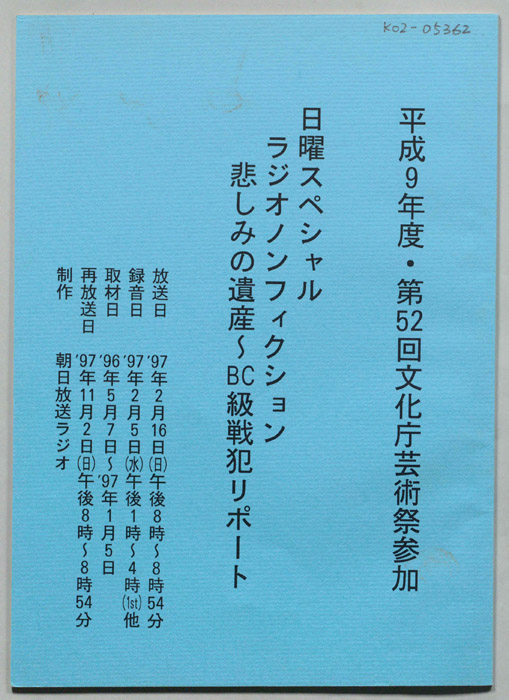 K02-05362
平成9年度・第52回文化庁芸術祭参加
日曜スペシャル
ラジオノンフィクション
悲しみの遺産～BC級戦犯リポート
放送日 '97年2月16日(日)午後8時～8時54分
録音日 '97年2月5日(水)午後1時～4時(1st)他
取材日 '96年5月7日～'97年1月5日
再放送日 '97年11月2日(日)午後8時～8時54分
制作 朝日放送ラジオ